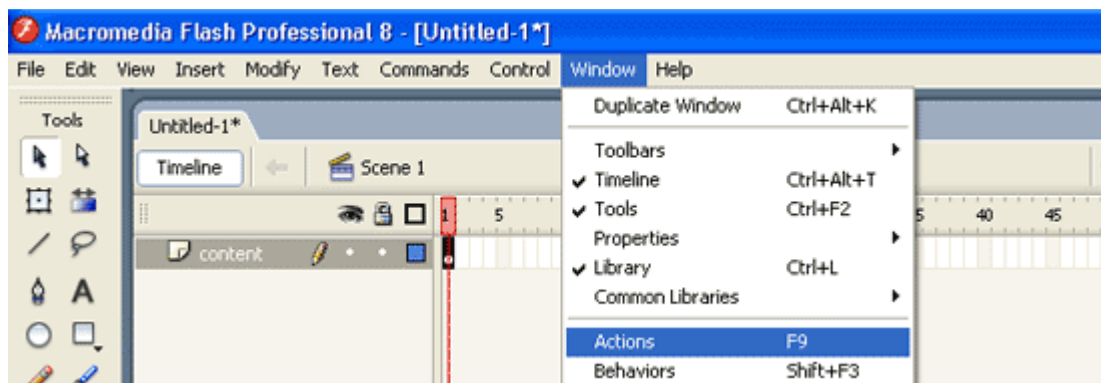 Macromedia Flash Professional 8 - [Untitled-1*]
File Edit View Insert Modify Text Commands Control Window Help
Tools
Untitled-1*
Timeline
Scene 1
1 5 5 40 45
content
Duplicate Window Ctrl+Alt+K
Toolbars
Timeline Ctrl+Alt+T
Tools Ctrl+F2
Properties
Library Ctrl+L
Common Libraries
Actions F9
Behaviors Shift+F3